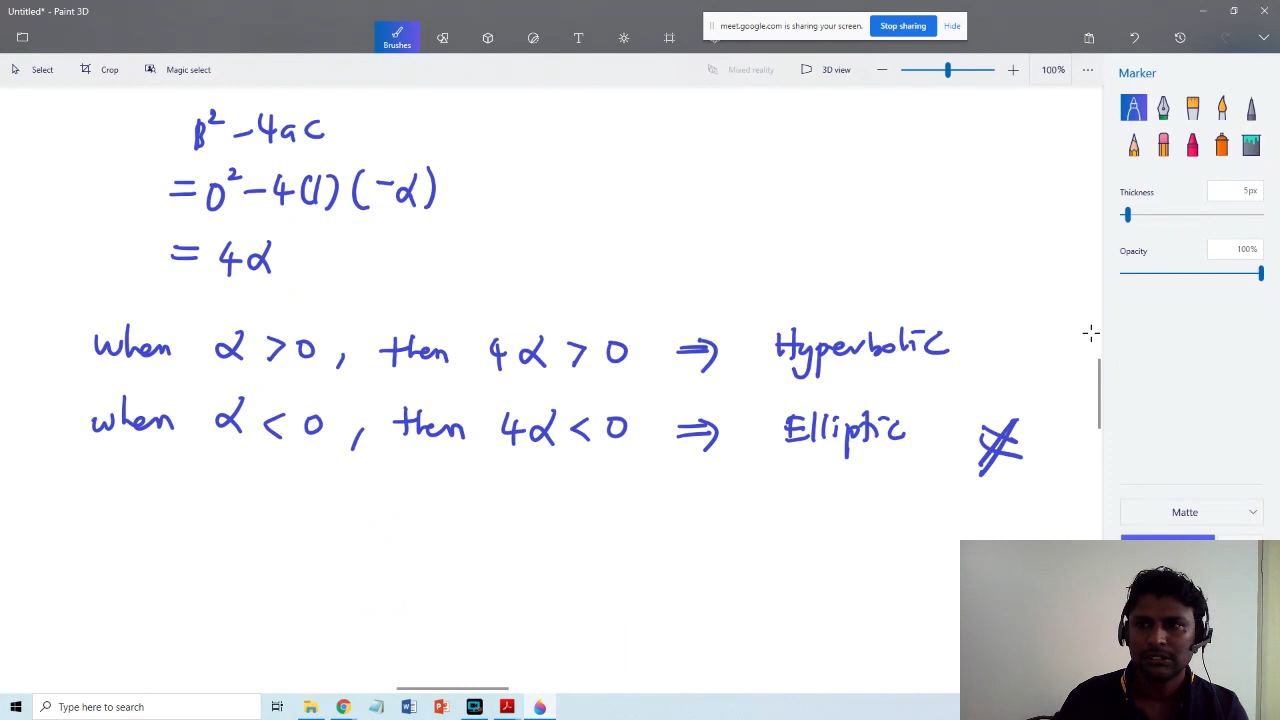 Untitled* - Paint 3D
meet.google.com is sharing your screen.
Stop sharing
Hide
Brushes
Select
Crop
Magic select
Mixed reality
3D view
100%
Marker
Thickness
5px
Opacity
100%
Matte
B² - 4ac
= 0² - 4(1)(-α)
= 4α
when α > 0, then 4α > 0 ⇒ Hyperbolic
when α < 0, then 4α < 0 ⇒ Elliptic
Type here to search